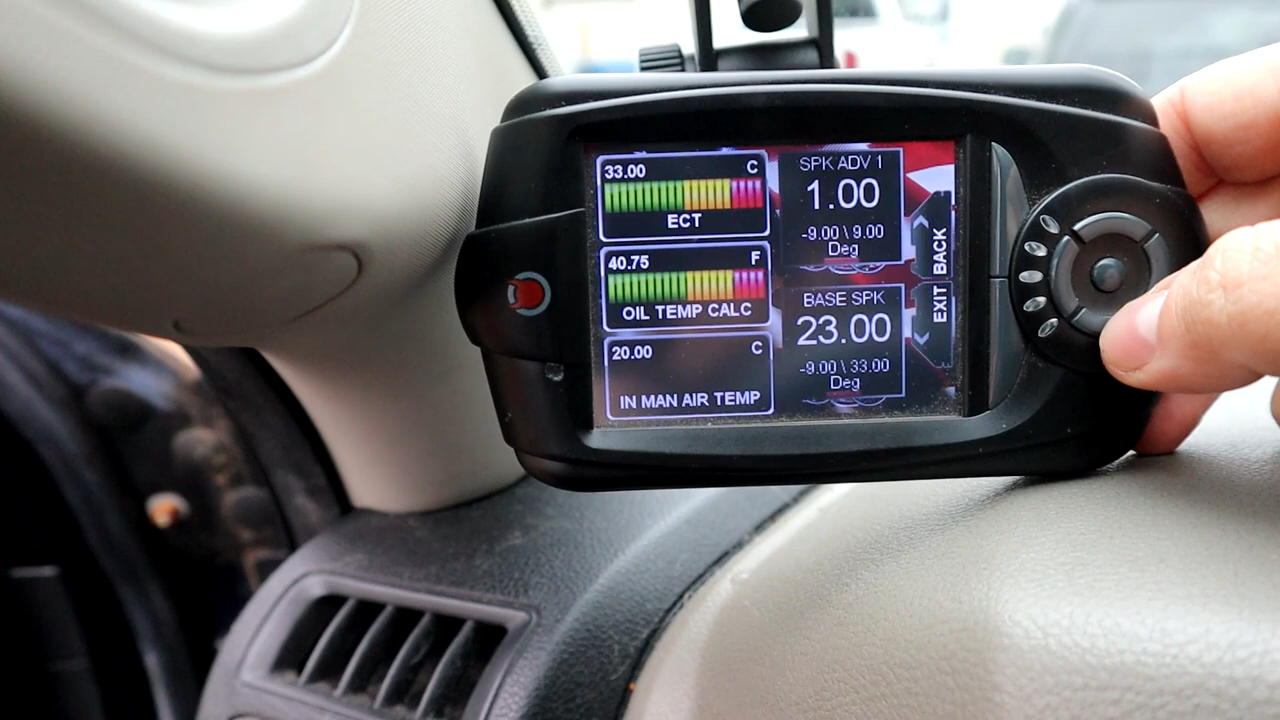 33.00 C
ECT
40.75 F
OIL TEMP CALC
20.00 C
IN MAN AIR TEMP
SPK ADV 1
1.00
-9.00 \ 9.00
Deg
BASE SPK
23.00
-9.00 \ 33.00
Deg
BACK
EXIT